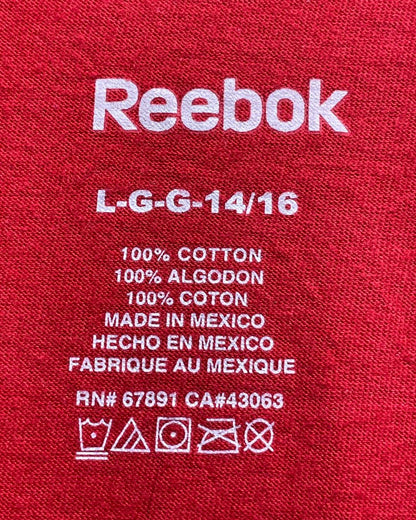 Reebok
L-G-G-14/16
100% COTTON
100% ALGODON
100% COTON
MADE IN MEXICO
HECHO EN MEXICO
FABRIQUE AU MEXIQUE
RN# 67891 CA#43063